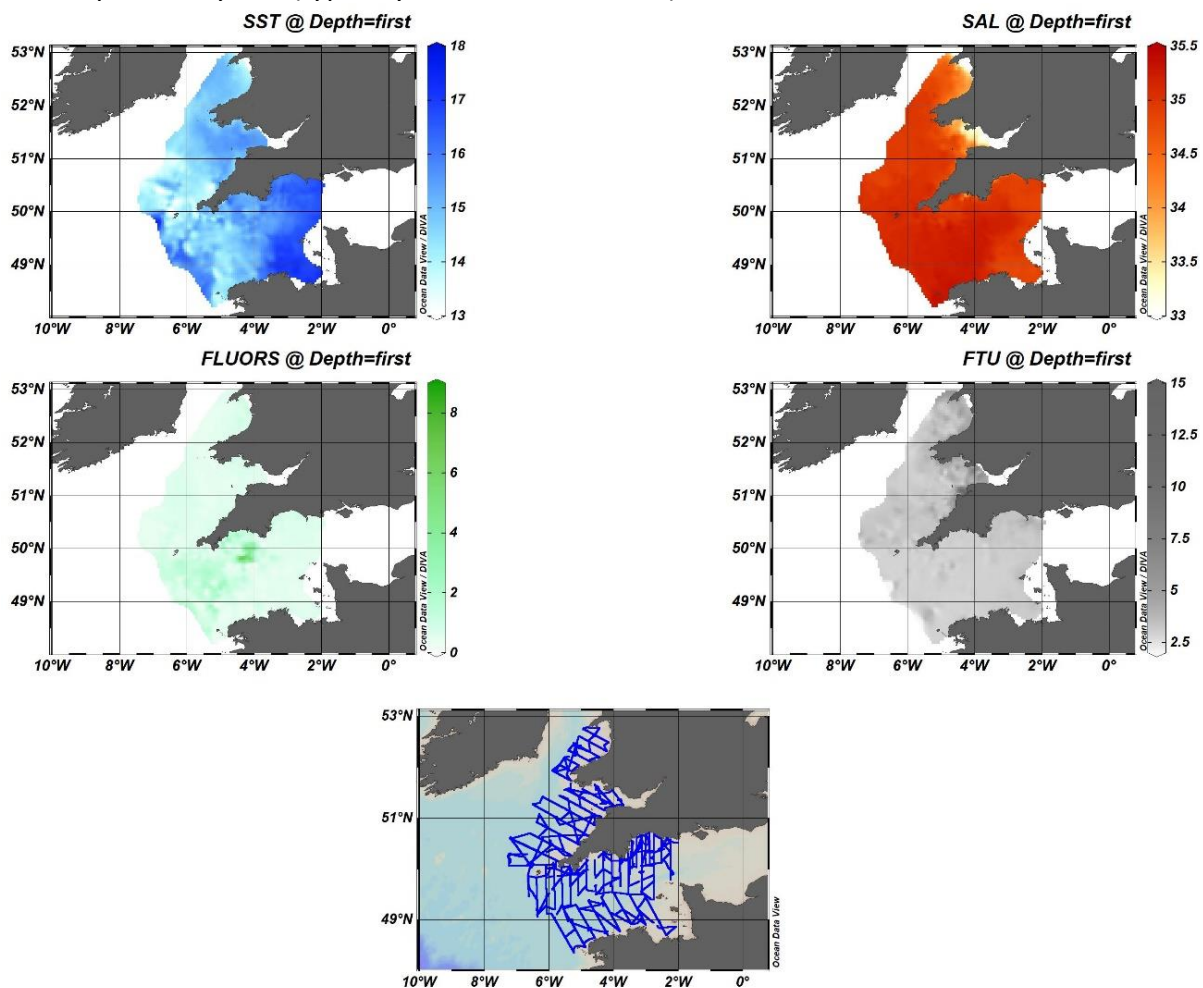 SST @ Depth=first
53°N
52°N
51°N
50°N
49°N
10°W 8°W 6°W 4°W 2°W 0°
18
17
16
15
14
13
Ocean Data View / DIVA
SAL @ Depth=first
53°N
52°N
51°N
50°N
49°N
10°W 8°W 6°W 4°W 2°W 0°
35.5
35
34.5
34
33.5
33
Ocean Data View / DIVA
FLUORS @ Depth=first
53°N
52°N
51°N
50°N
49°N
10°W 8°W 6°W 4°W 2°W 0°
8
6
4
2
0
Ocean Data View / DIVA
FTU @ Depth=first
53°N
52°N
51°N
50°N
49°N
10°W 8°W 6°W 4°W 2°W 0°
15
12.5
10
7.5
5
2.5
Ocean Data View / DIVA
53°N
51°N
49°N
10°W 8°W 6°W 4°W 2°W 0°
Ocean Data View